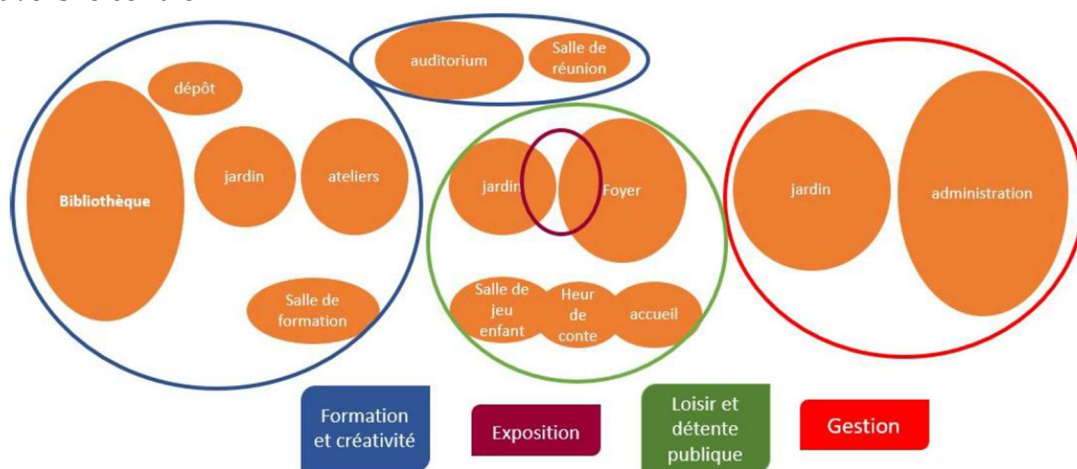 auditorium
Salle de
réunion
dépôt
Bibliothèque
jardin
ateliers
Salle de
formation
jardin
Foyer
Salle de
jeu
enfant
Heur
de
conte
accueil
jardin
administration
Formation
et créativité
Exposition
Loisir et
détente
publique
Gestion